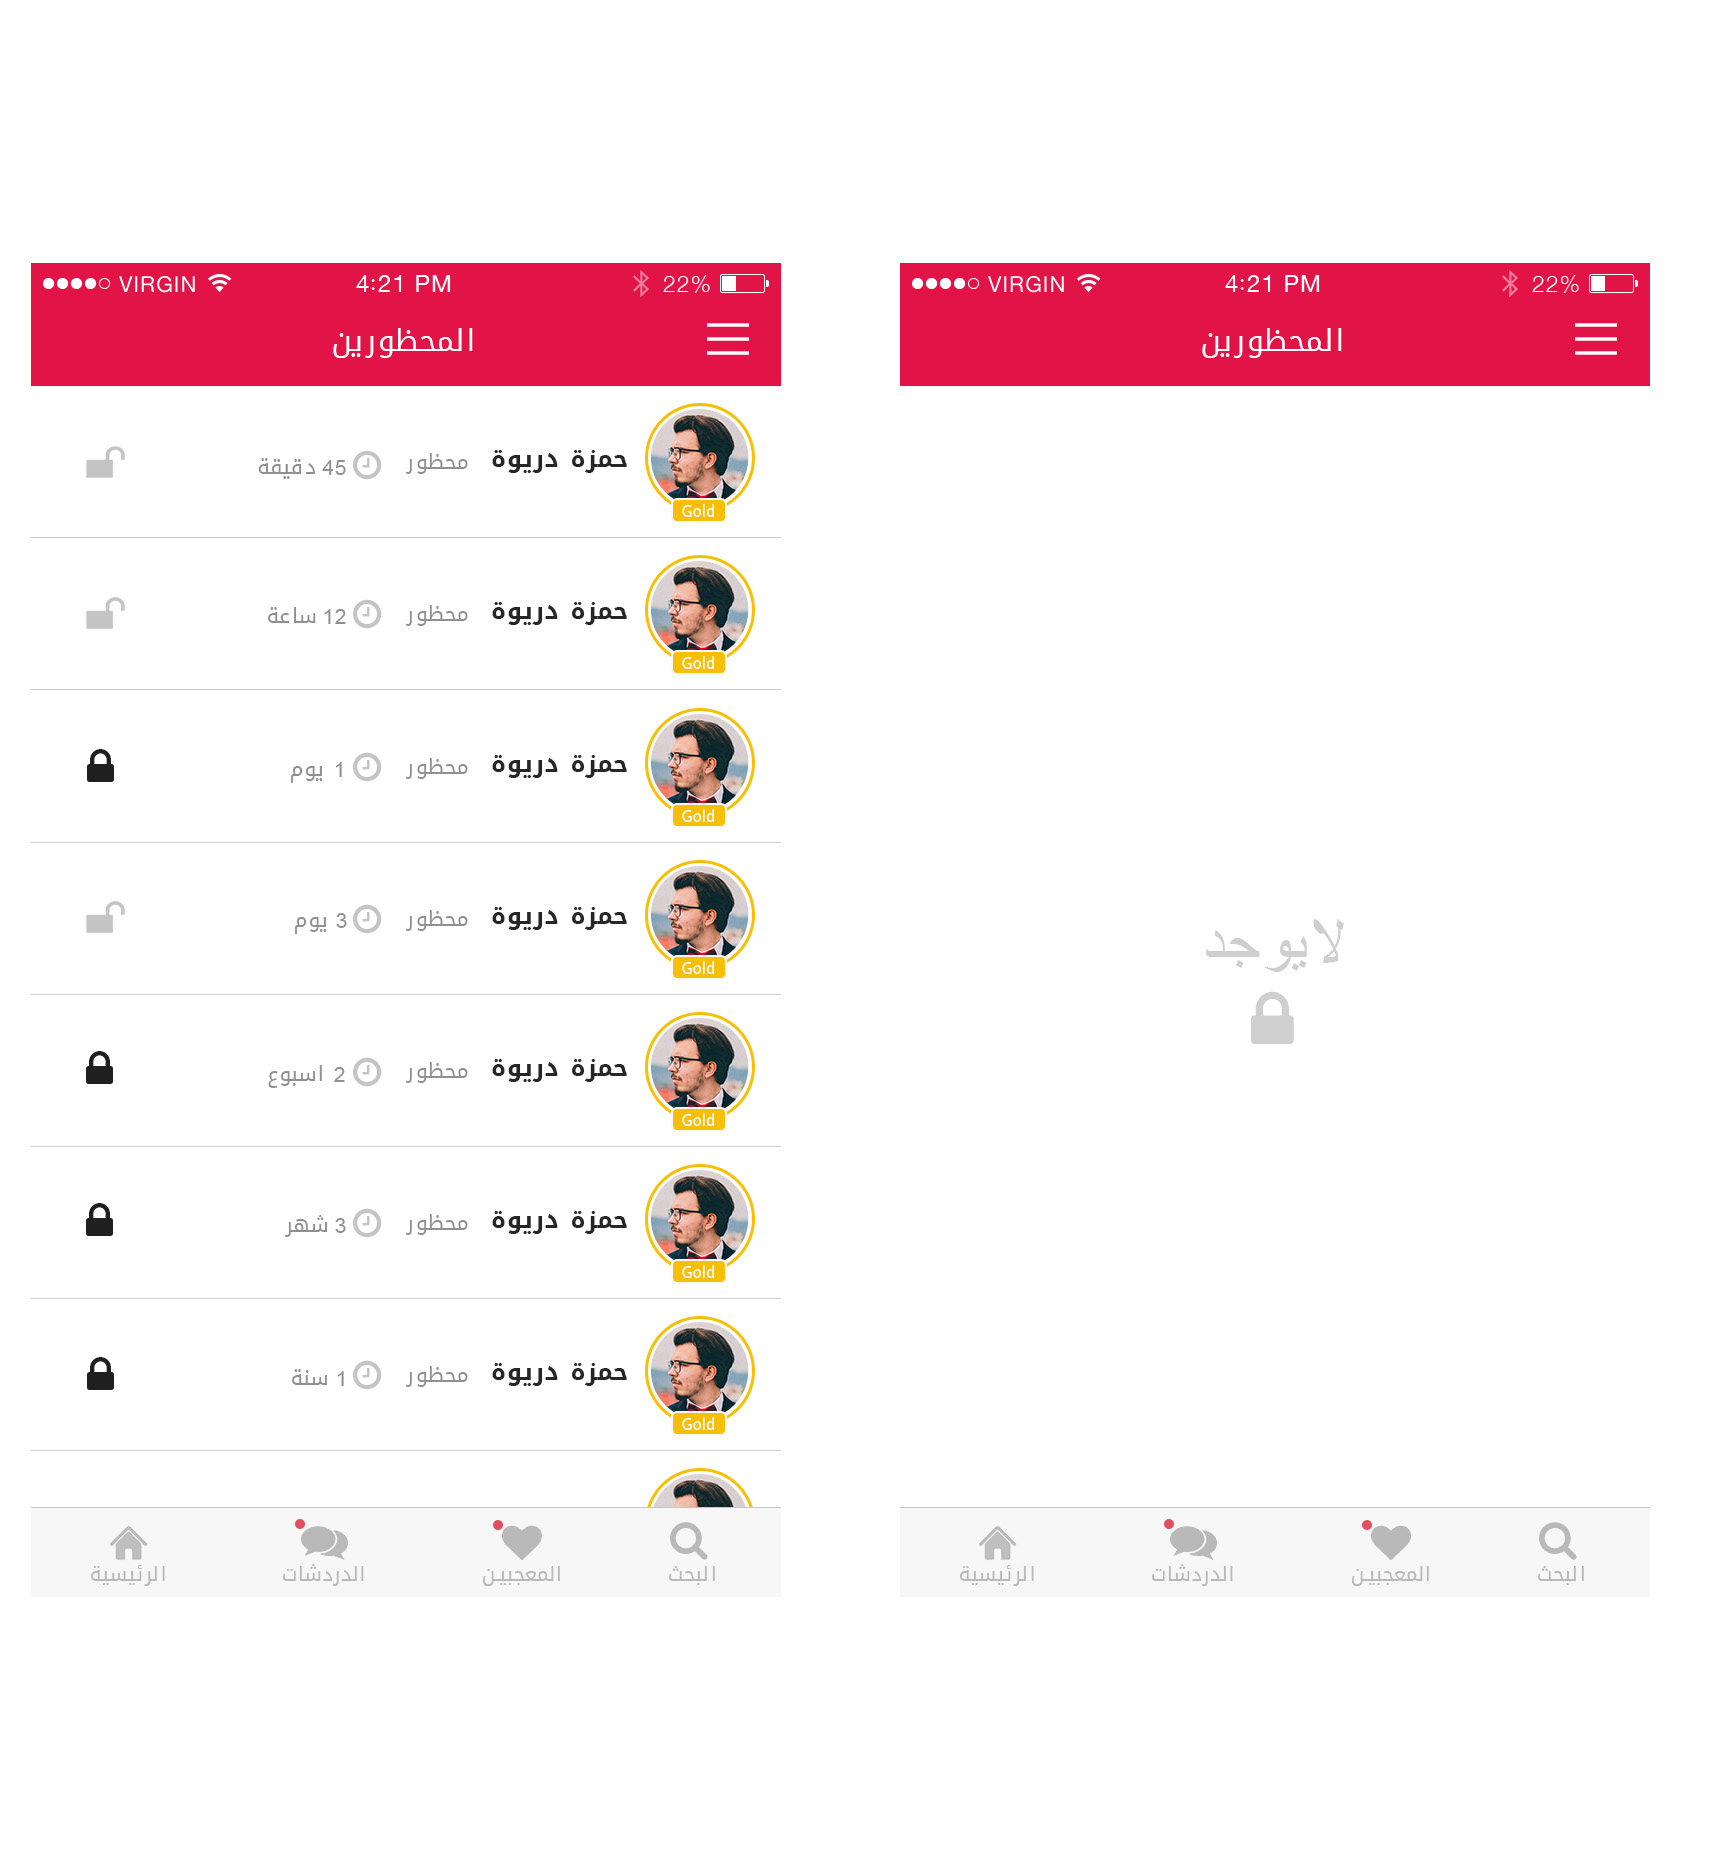 VIRGIN 4:21 PM 22%
المحظورين
حمزة دريوة محظور 45 دقيقة
Gold
حمزة دريوة محظور 12 ساعة
Gold
حمزة دريوة محظور 1 يوم
Gold
حمزة دريوة محظور 3 يوم
Gold
حمزة دريوة محظور 2 اسبوع
Gold
حمزة دريوة محظور 3 شهر
Gold
حمزة دريوة محظور 1 سنة
Gold
البحث المعجبين الدردشات الرئيسية
VIRGIN 4:21 PM 22%
المحظورين
لايوجد
البحث المعجبين الدردشات الرئيسية